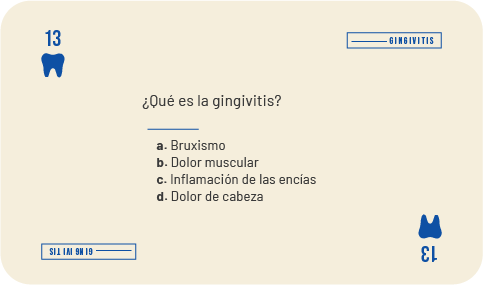 13
GINGIVITIS
¿Qué es la gingivitis?
a. Bruxismo
b. Dolor muscular
c. Inflamación de las encías
d. Dolor de cabeza
GINGIVITIS
13